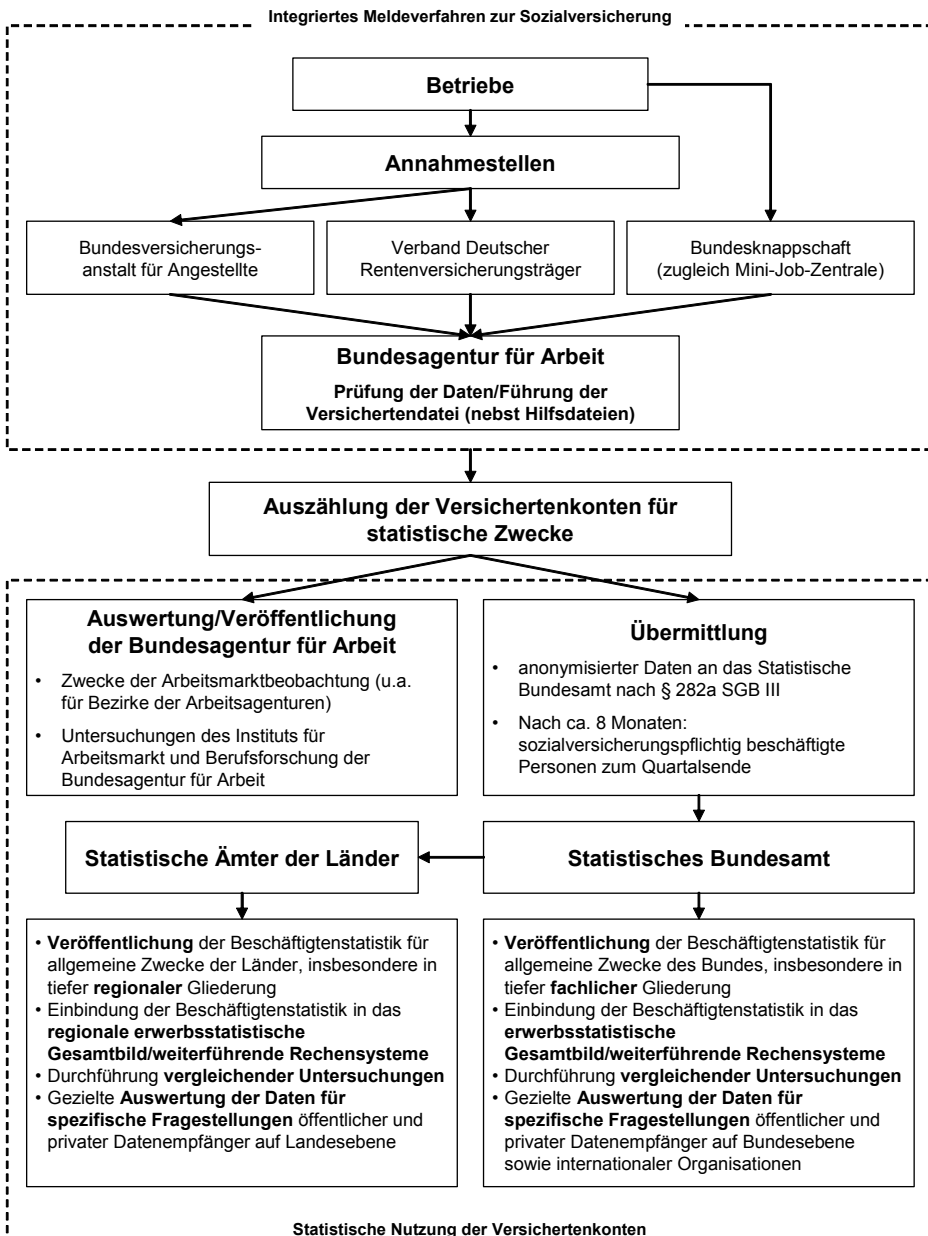 Integriertes Meldeverfahren zur Sozialversicherung
Betriebe
Annahmestellen
Bundesversicherungs-
anstalt für Angestellte
Verband Deutscher
Rentenversicherungsträger
Bundesknappschaft
(zugleich Mini-Job-Zentrale)
Bundesagentur für Arbeit
Prüfung der Daten/Führung der
Versichertendatei (nebst Hilfsdateien)
Auszählung der Versichertenkonten für
statistische Zwecke
Auswertung/Veröffentlichung
der Bundesagentur für Arbeit
• Zwecke der Arbeitsmarktbeobachtung (u.a.
für Bezirke der Arbeitsagenturen)
• Untersuchungen des Instituts für
Arbeitsmarkt und Berufsforschung der
Bundesagentur für Arbeit
Übermittlung
• anonymisierter Daten an das Statistische
Bundesamt nach § 282a SGB III
• Nach ca. 8 Monaten:
sozialversicherungspflichtig beschäftigte
Personen zum Quartalsende
Statistische Ämter der Länder
Statistisches Bundesamt
• Veröffentlichung der Beschäftigtenstatistik für
allgemeine Zwecke der Länder, insbesondere in
tiefer regionaler Gliederung
• Einbindung der Beschäftigtenstatistik in das
regionale erwerbsstatistische
Gesamtbild/weiterführende Rechensysteme
• Durchführung vergleichender Untersuchungen
• Gezielte Auswertung der Daten für
spezifische Fragestellungen öffentlicher und
privater Datenempfänger auf Landesebene
• Veröffentlichung der Beschäftigtenstatistik für
allgemeine Zwecke des Bundes, insbesondere in
tiefer fachlicher Gliederung
• Einbindung der Beschäftigtenstatistik in das
erwerbsstatistische
Gesamtbild/weiterführende Rechensysteme
• Durchführung vergleichender Untersuchungen
• Gezielte Auswertung der Daten für
spezifische Fragestellungen öffentlicher und
privater Datenempfänger auf Bundesebene
sowie internationaler Organisationen
Statistische Nutzung der Versichertenkonten